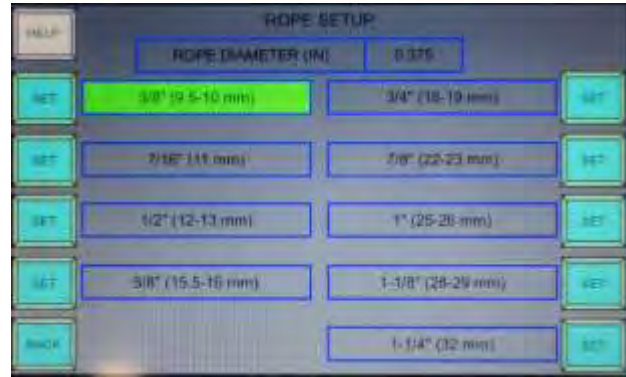 HELP
ROPE SETUP
ROPE DIAMETER (IN) 0.375
SET 3/8" (9.5-10 mm) 3/4" (18-19 mm) SET
SET 7/16" (11 mm) 7/8" (22-23 mm) SET
SET 1/2" (12-13 mm) 1" (25-26 mm) SET
SET 5/8" (15.5-16 mm) 1-1/8" (28-29 mm) SET
BACK 1-1/4" (32 mm) SET